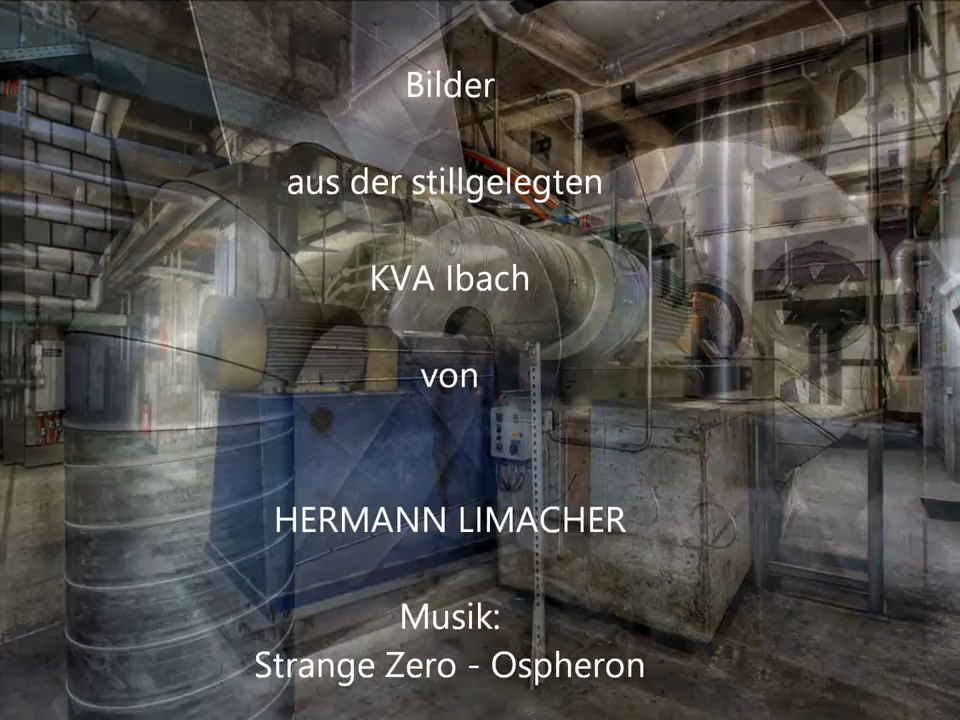 Bilder
aus der stillgelegten
KVA Ibach
von
HERMANN LIMACHER
Musik:
Strange Zero - Ospheron